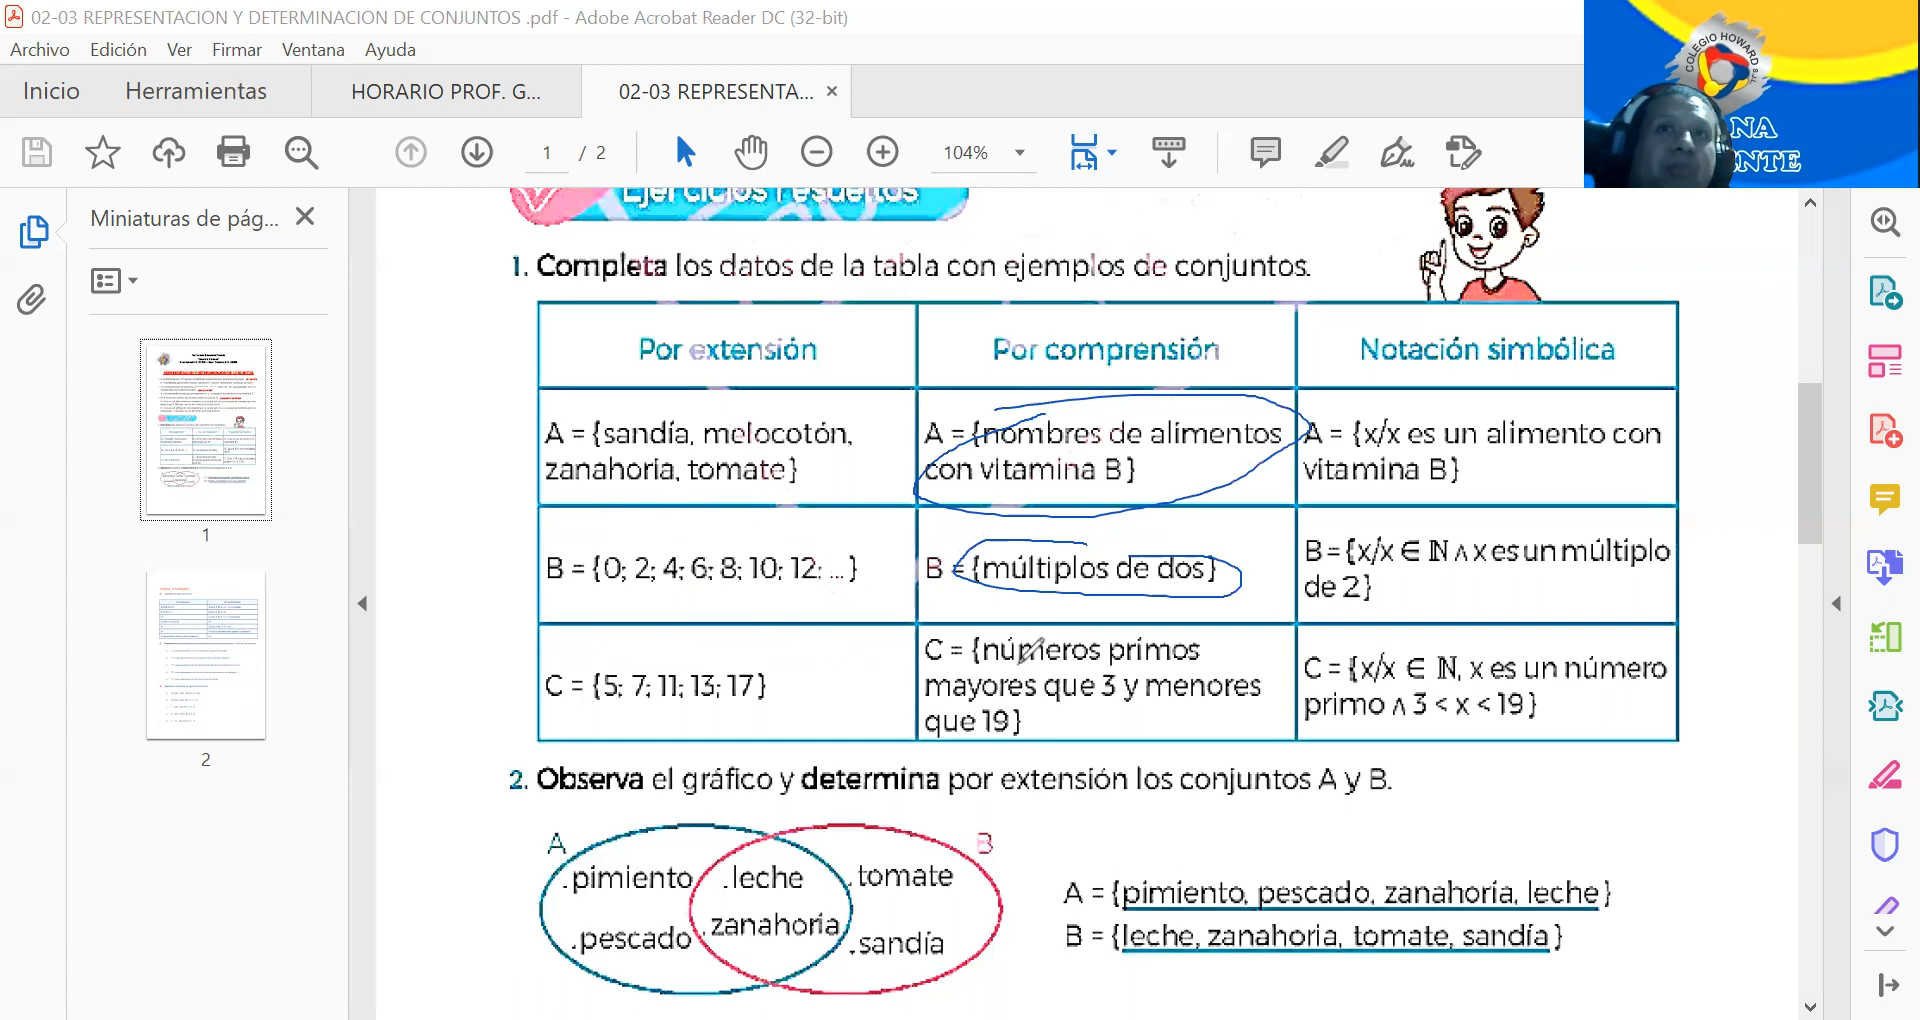 02-03 REPRESENTACION Y DETERMINACION DE CONJUNTOS .pdf - Adobe Acrobat Reader DC (32-bit)
Archivo Edición Ver Firmar Ventana Ayuda
Inicio Herramientas HORARIO PROF. G... 02-03 REPRESENTA... ×
1 / 2 104%
COLEGIO HOWARD S.J.L
NA
NTE
Miniaturas de pág...
1
2
Ejercicios resueltos
1. Completa los datos de la tabla con ejemplos de conjuntos.
Por extensión Por comprensión Notación simbólica
A = {sandía, melocotón, zanahoria, tomate}
A = {nombres de alimentos con vitamina B}
A = {x/x es un alimento con vitamina B}
B = {0; 2; 4; 6; 8; 10; 12; ...}
B = {múltiplos de dos}
B = {x/x ∈ ℕ ∧ x es un múltiplo de 2}
C = {5; 7; 11; 13; 17}
C = {números primos mayores que 3 y menores que 19}
C = {x/x ∈ ℕ, x es un número primo ∧ 3 < x < 19}
2. Observa el gráfico y determina por extensión los conjuntos A y B.
A B
.pimiento .leche .tomate
.pescado .zanahoria .sandía
A = {pimiento, pescado, zanahoria, leche}
B = {leche, zanahoria, tomate, sandía}